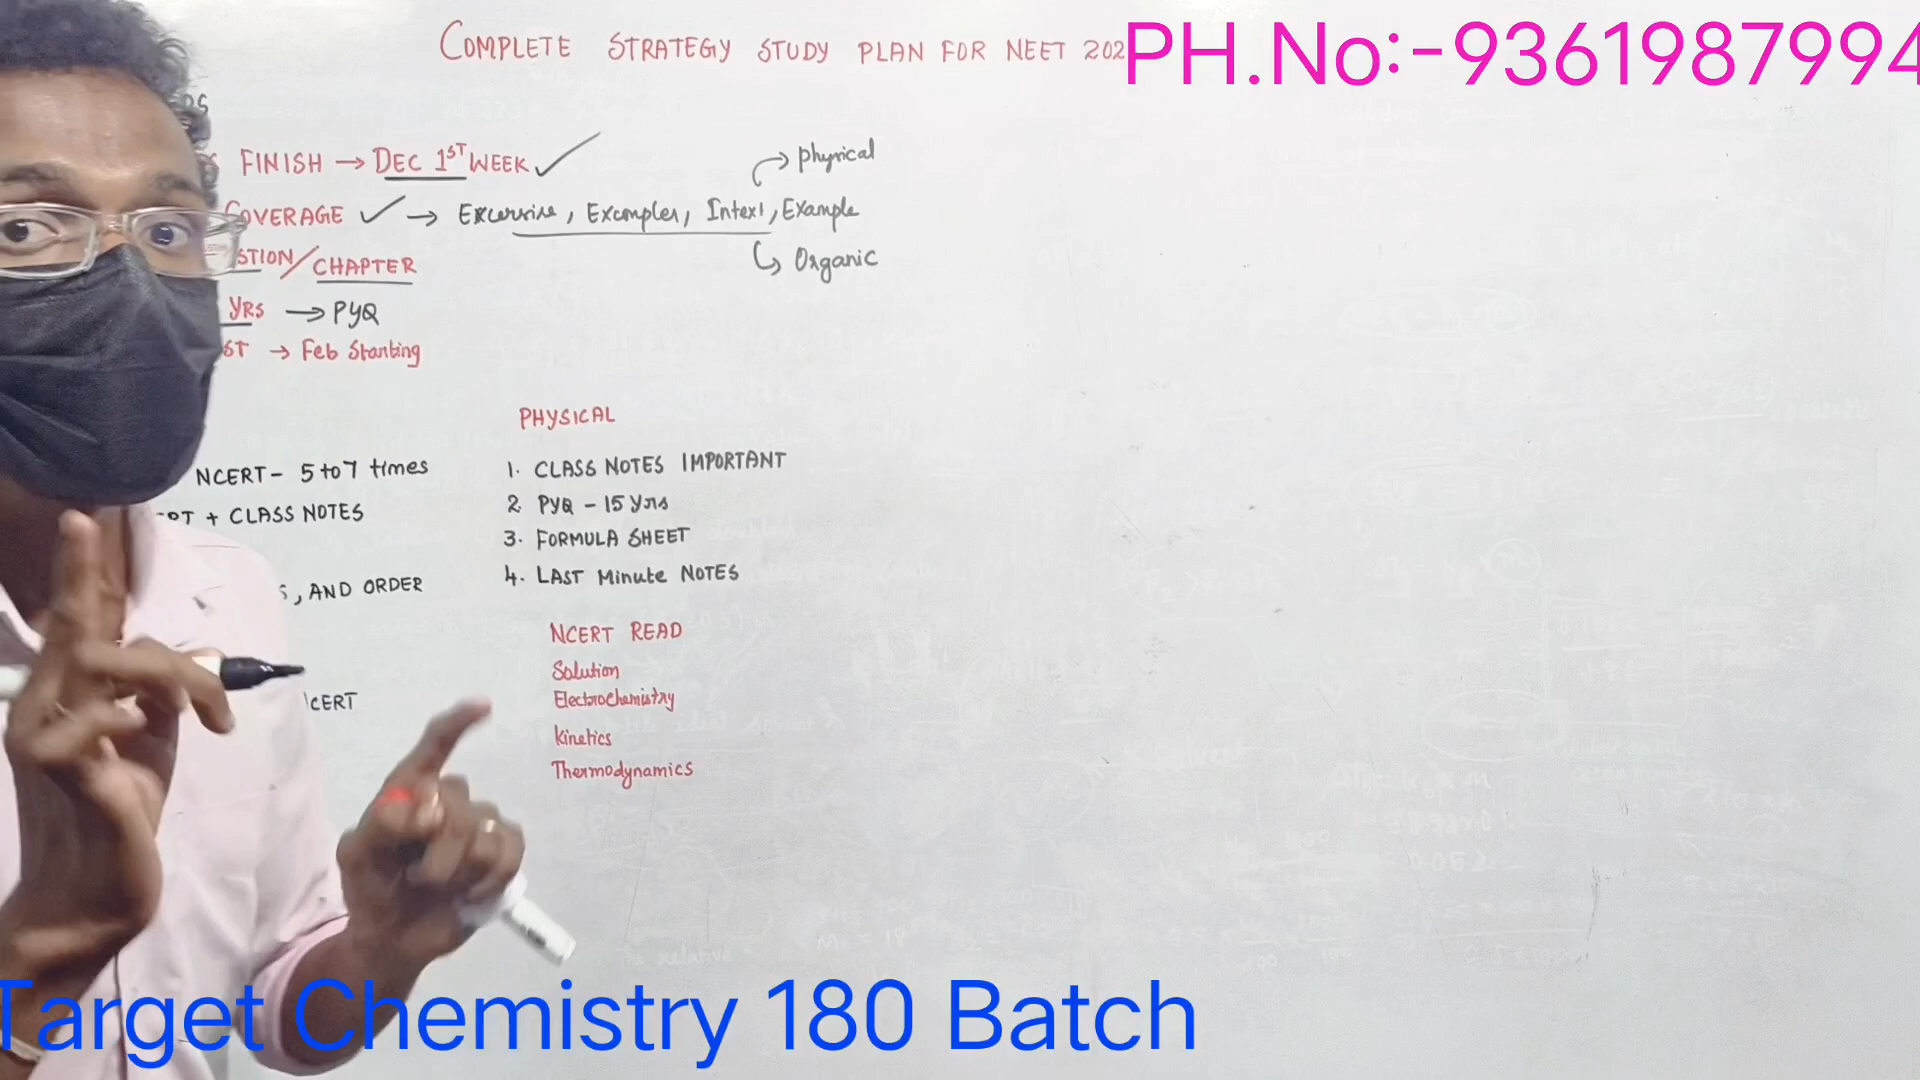 COMPLETE STRATEGY STUDY PLAN FOR NEET 202
PH.No:-9361987994
FINISH → DEC 1ST WEEK ✓
→ physical
COVERAGE ✓ → Excersise, Examples, Intext, Example
→ Organic
STION/CHAPTER
YRS → PYQ
ST → Feb Starting
NCERT - 5 to 7 times
+ CLASS NOTES
S, AND ORDER
NCERT
PHYSICAL
1. CLASS NOTES IMPORTANT
2 PYQ - 15 Yrs
3. FORMULA SHEET
4. LAST Minute NOTES
NCERT READ
Solution
Electrochemistry
Kinetics
Thermodynamics
Target Chemistry 180 Batch